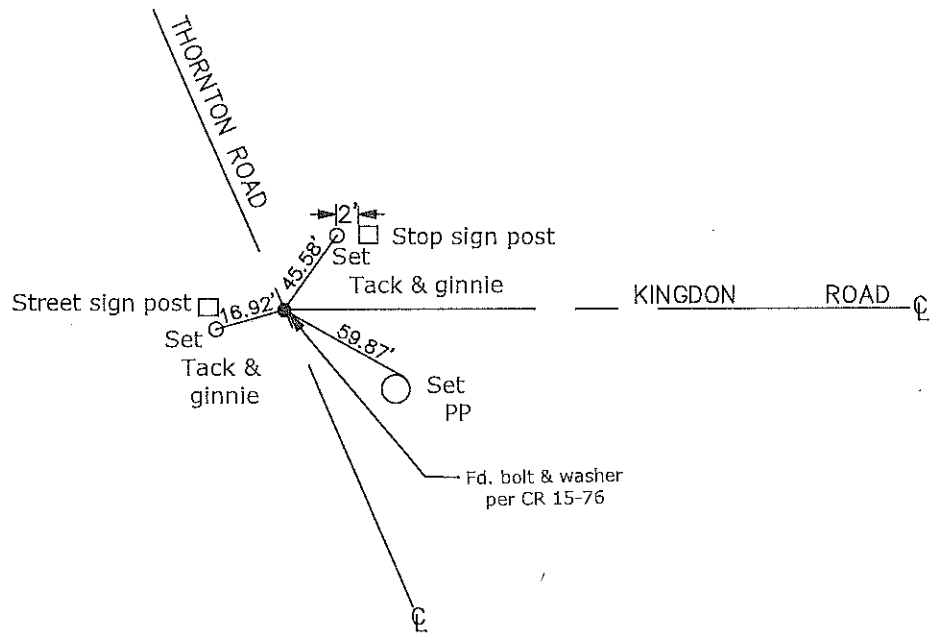 THORNTON ROAD
2'
Stop sign post
45.58'
Set
Tack & ginnie
Street sign post
16.92'
KINGDON ROAD ℄
Set
Tack &
ginnie
59.87'
Set
PP
Fd. bolt & washer
per CR 15-76
℄